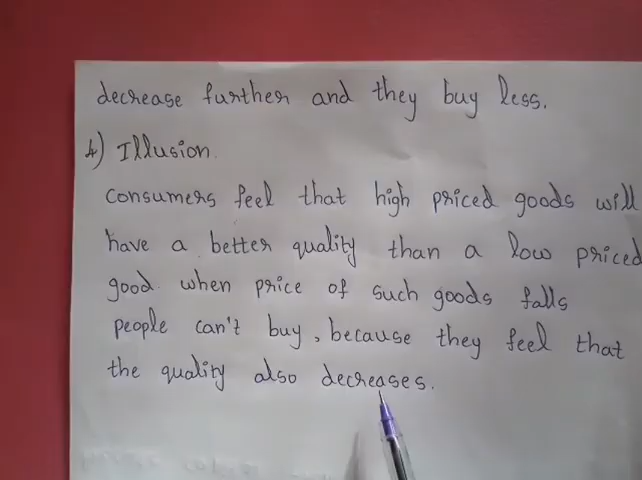 decrease further and they buy less.
4) Illusion.
consumers feel that high priced goods will
have a better quality than a low priced
good. when price of such goods falls
people can't buy, because they feel that
the quality also decreases.